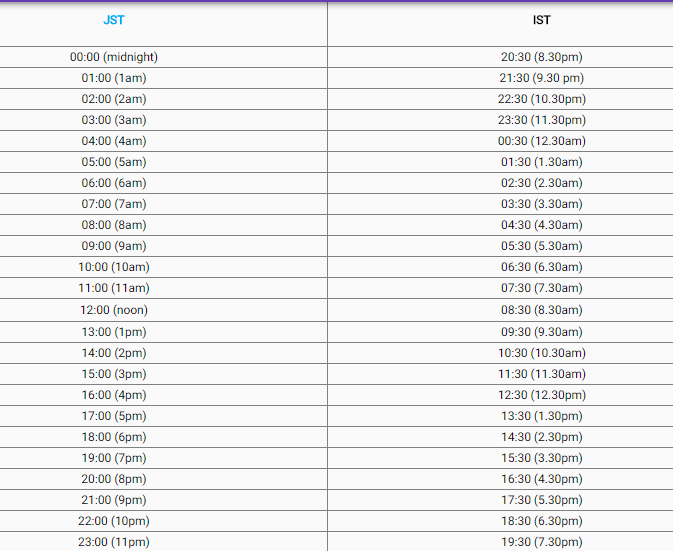 JST IST
00:00 (midnight) 20:30 (8.30pm)
01:00 (1am) 21:30 (9.30 pm)
02:00 (2am) 22:30 (10.30pm)
03:00 (3am) 23:30 (11.30pm)
04:00 (4am) 00:30 (12.30am)
05:00 (5am) 01:30 (1.30am)
06:00 (6am) 02:30 (2.30am)
07:00 (7am) 03:30 (3.30am)
08:00 (8am) 04:30 (4.30am)
09:00 (9am) 05:30 (5.30am)
10:00 (10am) 06:30 (6.30am)
11:00 (11am) 07:30 (7.30am)
12:00 (noon) 08:30 (8.30am)
13:00 (1pm) 09:30 (9.30am)
14:00 (2pm) 10:30 (10.30am)
15:00 (3pm) 11:30 (11.30am)
16:00 (4pm) 12:30 (12.30pm)
17:00 (5pm) 13:30 (1.30pm)
18:00 (6pm) 14:30 (2.30pm)
19:00 (7pm) 15:30 (3.30pm)
20:00 (8pm) 16:30 (4.30pm)
21:00 (9pm) 17:30 (5.30pm)
22:00 (10pm) 18:30 (6.30pm)
23:00 (11pm) 19:30 (7.30pm)